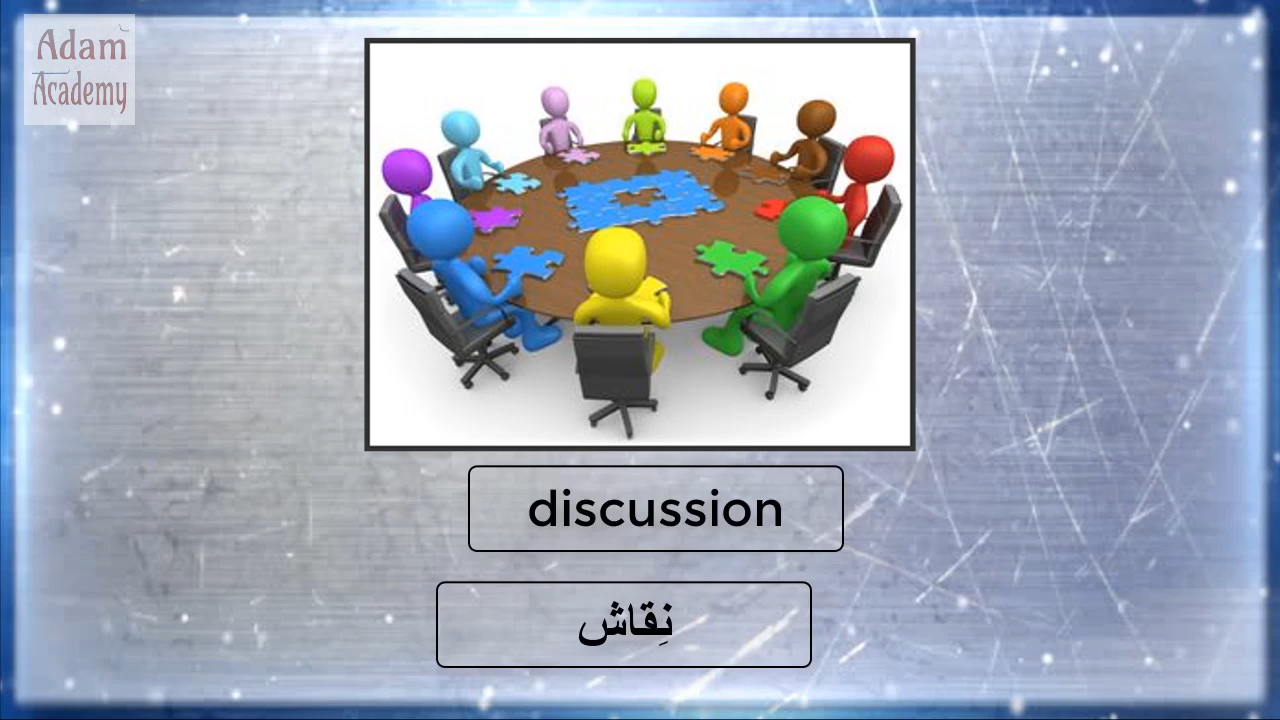 Adam
Academy
discussion
نِقاش